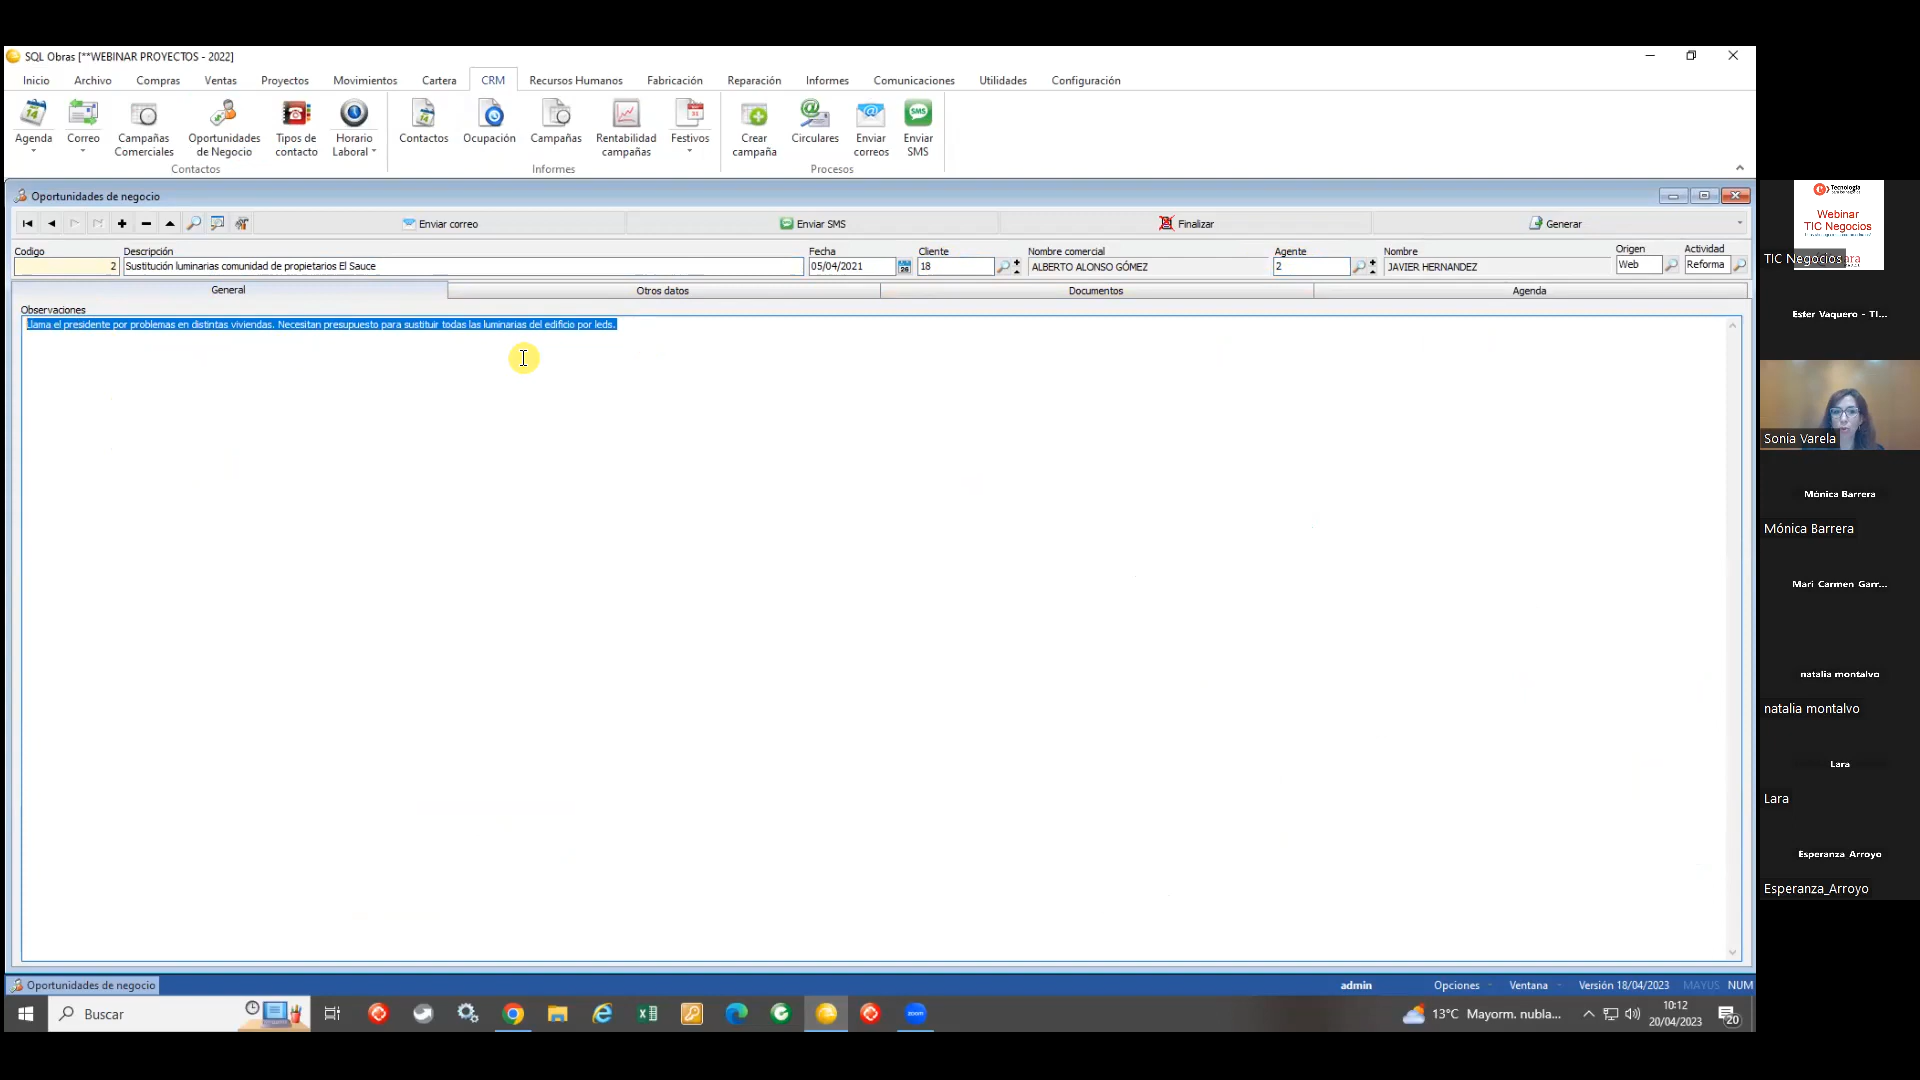 SQL Obras [**WEBINAR PROYECTOS - 2022]
Inicio Archivo Compras Ventas Proyectos Movimientos Cartera CRM Recursos Humanos Fabricación Reparación Informes Comunicaciones Utilidades Configuración
Agenda Correo Campañas Comerciales Oportunidades de Negocio Tipos de contacto Horario Laboral Contactos Ocupación Campañas Rentabilidad campañas Festivos Crear campaña Circulares Enviar correos Enviar SMS
Contactos Informes Procesos
Oportunidades de negocio
Enviar correo Enviar SMS Finalizar Generar
Codigo Descripción Fecha Cliente Nombre comercial Agente Nombre Origen Actividad
2 Sustitución luminarias comunidad de propietarios El Sauce 05/04/2021 18 ALBERTO ALONSO GÓMEZ 2 JAVIER HERNANDEZ Web Reforma
General Otros datos Documentos Agenda
Observaciones
Llama el presidente por problemas en distintas viviendas. Necesitan presupuesto para sustituir todas las luminarias del edificio por leds.
Oportunidades de negocio admin Opciones Ventana Versión 18/04/2023 MAYUS NUM
Buscar 13°C Mayorm. nubla... 10:12
20/04/2023 20
zoom
Tecnología
Webinar
TIC Negocios
TIC Negocios
Ester Vaquero - TI...
Sonia Varela
Mónica Barrera
Mónica Barrera
Mari Carmen Garr...
natalia montalvo
natalia montalvo
Lara
Lara
Esperanza Arroyo
Esperanza_Arroyo